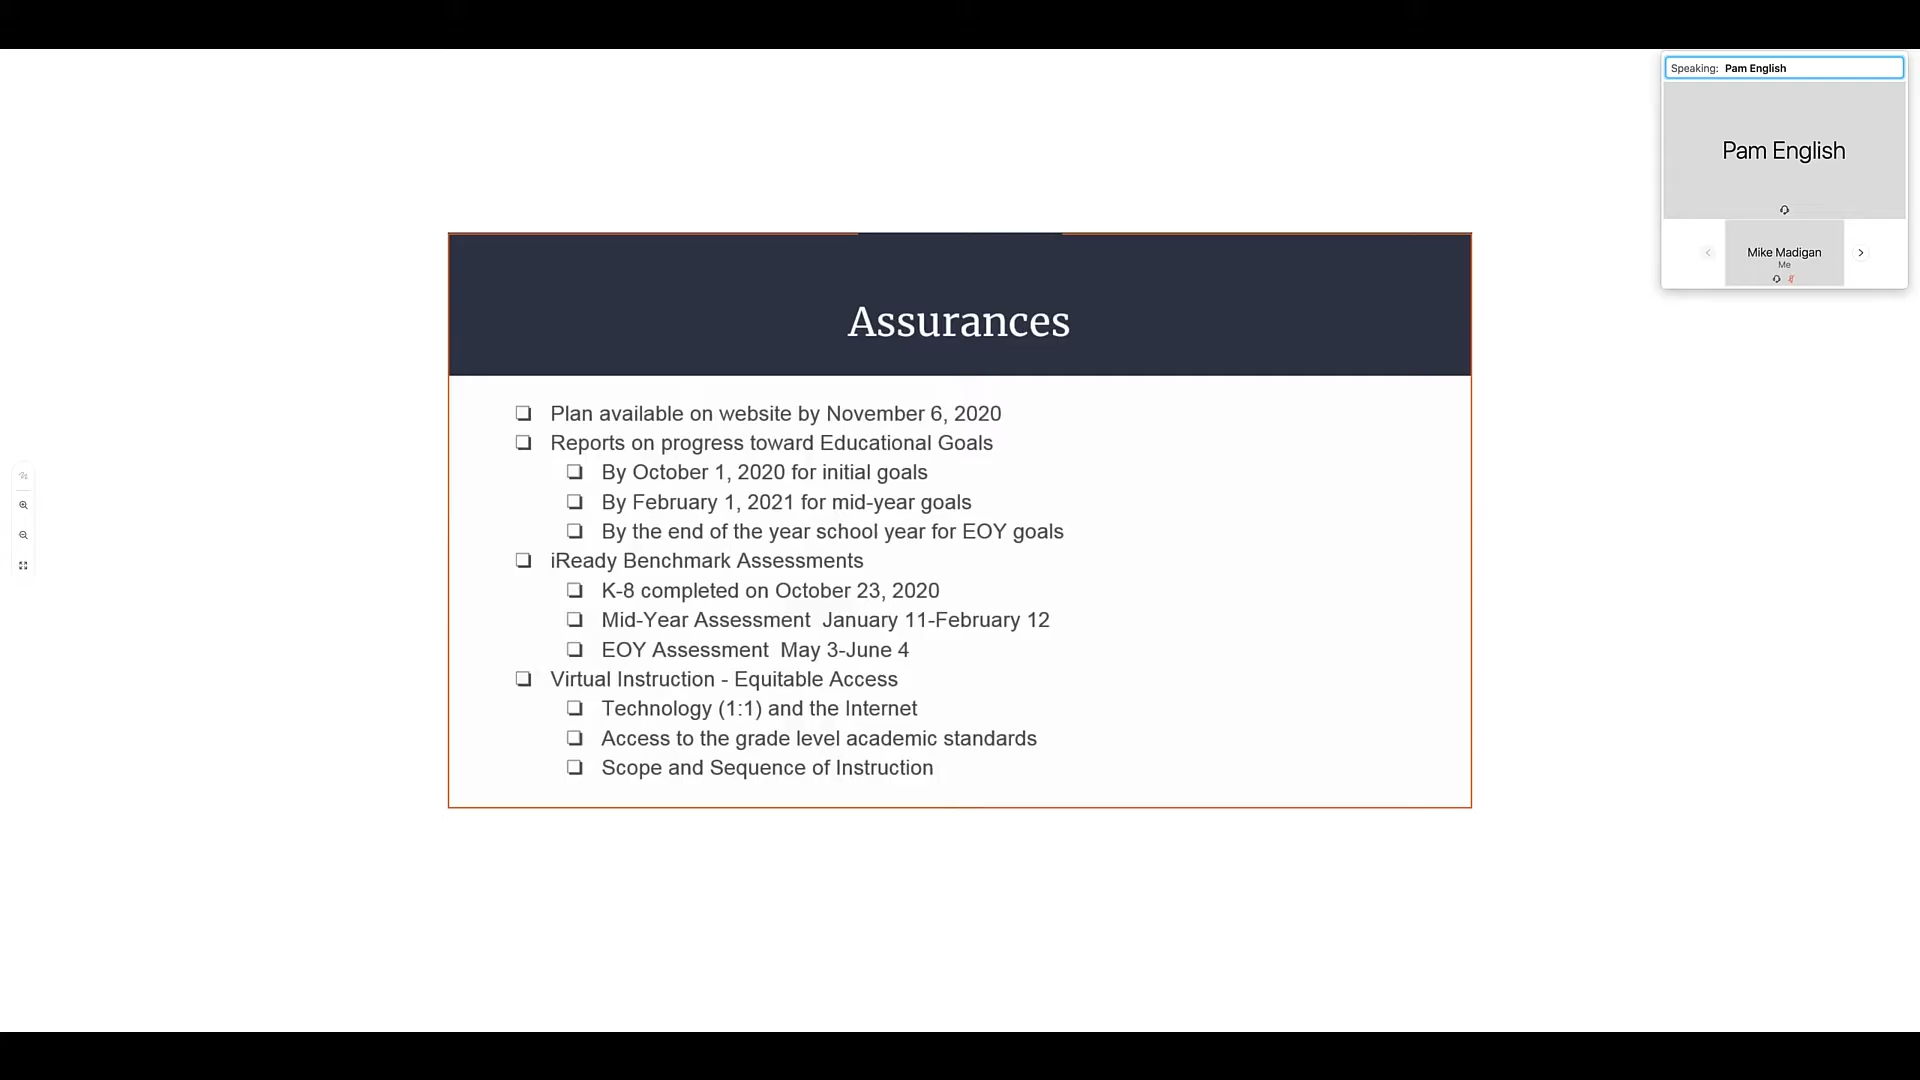 Speaking: Pam English
Pam English
Mike Madigan
Me
Assurances
❏ Plan available on website by November 6, 2020
❏ Reports on progress toward Educational Goals
❏ By October 1, 2020 for initial goals
❏ By February 1, 2021 for mid-year goals
❏ By the end of the year school year for EOY goals
❏ iReady Benchmark Assessments
❏ K-8 completed on October 23, 2020
❏ Mid-Year Assessment  January 11-February 12
❏ EOY Assessment  May 3-June 4
❏ Virtual Instruction - Equitable Access
❏ Technology (1:1) and the Internet
❏ Access to the grade level academic standards
❏ Scope and Sequence of Instruction